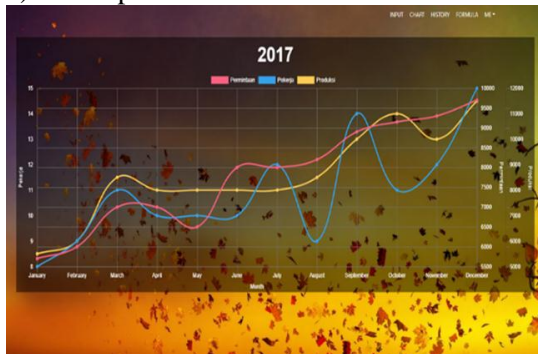 INPUT CHART HISTORY FORMULA ME
2017
Permintaan Pekerja Produksi
15 10000 12000
14 9500 11000
13 9000 10000
12 8500 9000
11 8000 8000
10 7500 7000
9 7000 6000
8 6500 5000
6000
5500
Pekerja
Permintaan
Produksi
January February March April May June July August September October November December
Month